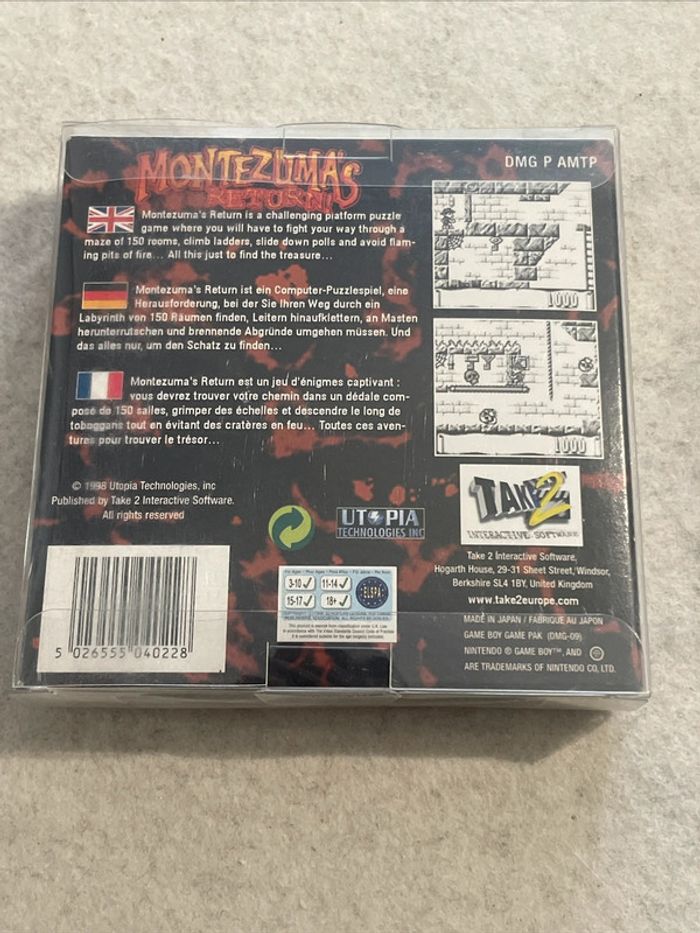 MONTEZUMA'S
RETURN!
DMG P AMTP
Montezuma's Return is a challenging platform puzzle
game where you will have to fight your way through a
maze of 150 rooms, climb ladders, slide down polls and avoid flam-
ing pits of fire... All this just to find the treasure...
Montezuma's Return ist ein Computer-Puzzlespiel, eine
Herausforderung, bei der Sie Ihren Weg durch ein
Labyrinth von 150 Räumen finden, Leitern hinaufklettern, an Masten
herunterrutschen und brennende Abgründe umgehen müssen. Und
das alles nur, um den Schatz zu finden...
Montezuma's Return est un jeu d'énigmes captivant :
vous devrez trouver votre chemin dans un dédale com-
posé de 150 salles, grimper des échelles et descendre le long de
toboggans tout en évitant des cratères en feu... Toutes ces aven-
tures pour trouver le trésor...
1000
1000
© 1998 Utopia Technologies, inc
Published by Take 2 Interactive Software.
All rights reserved
UTOPIA
TECHNOLOGIES INC
TAKE 2
INTERACTIVE SOFTWARE
Take 2 Interactive Software,
Hogarth House, 29-31 Sheet Street, Windsor,
Berkshire SL4 1BY, United Kingdom
www.take2europe.com
MADE IN JAPAN / FABRIQUÉ AU JAPON
GAME BOY GAME PAK (DMG-09)
NINTENDO ® GAME BOY™, AND
ARE TRADEMARKS OF NINTENDO CO, LTD.
3-10 11-14
15-17 18+
ELSPA
5 026555 040228